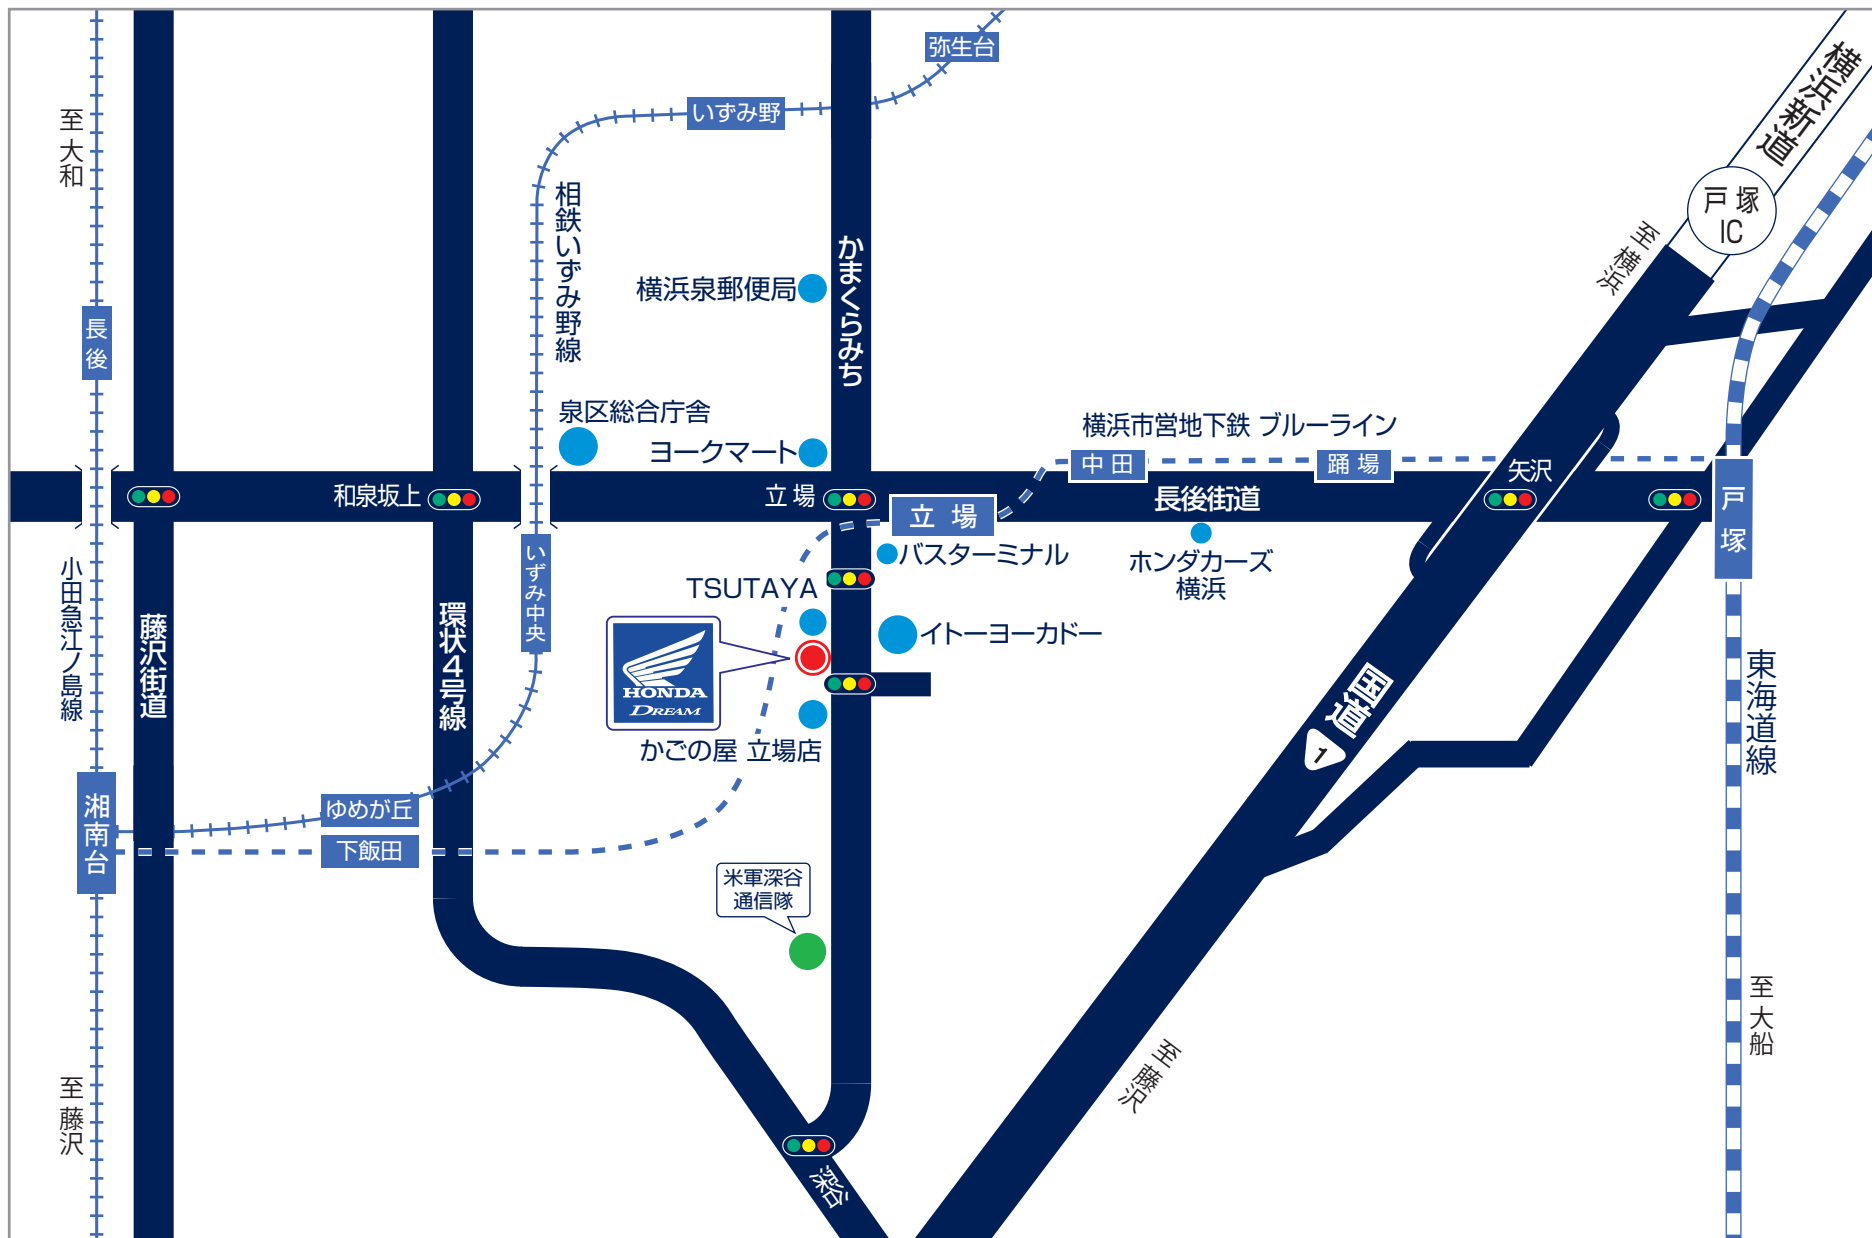 弥生台
いずみ野
横浜新道
至大和
戸塚
IC
相鉄いずみ野線
かまくらみち
至横浜
横浜泉郵便局
長後
泉区総合庁舎
ヨークマート
横浜市営地下鉄 ブルーライン
中田
踊場
矢沢
和泉坂上
立場
立場
長後街道
戸塚
バスターミナル
ホンダカーズ
横浜
いずみ中央
小田急江ノ島線
TSUTAYA
藤沢街道
環状4号線
イトーヨーカドー
HONDA
DREAM
国道
1
東海道線
かごの屋 立場店
湘南台
ゆめが丘
下飯田
米軍深谷
通信隊
至大船
至藤沢
至藤沢
深谷